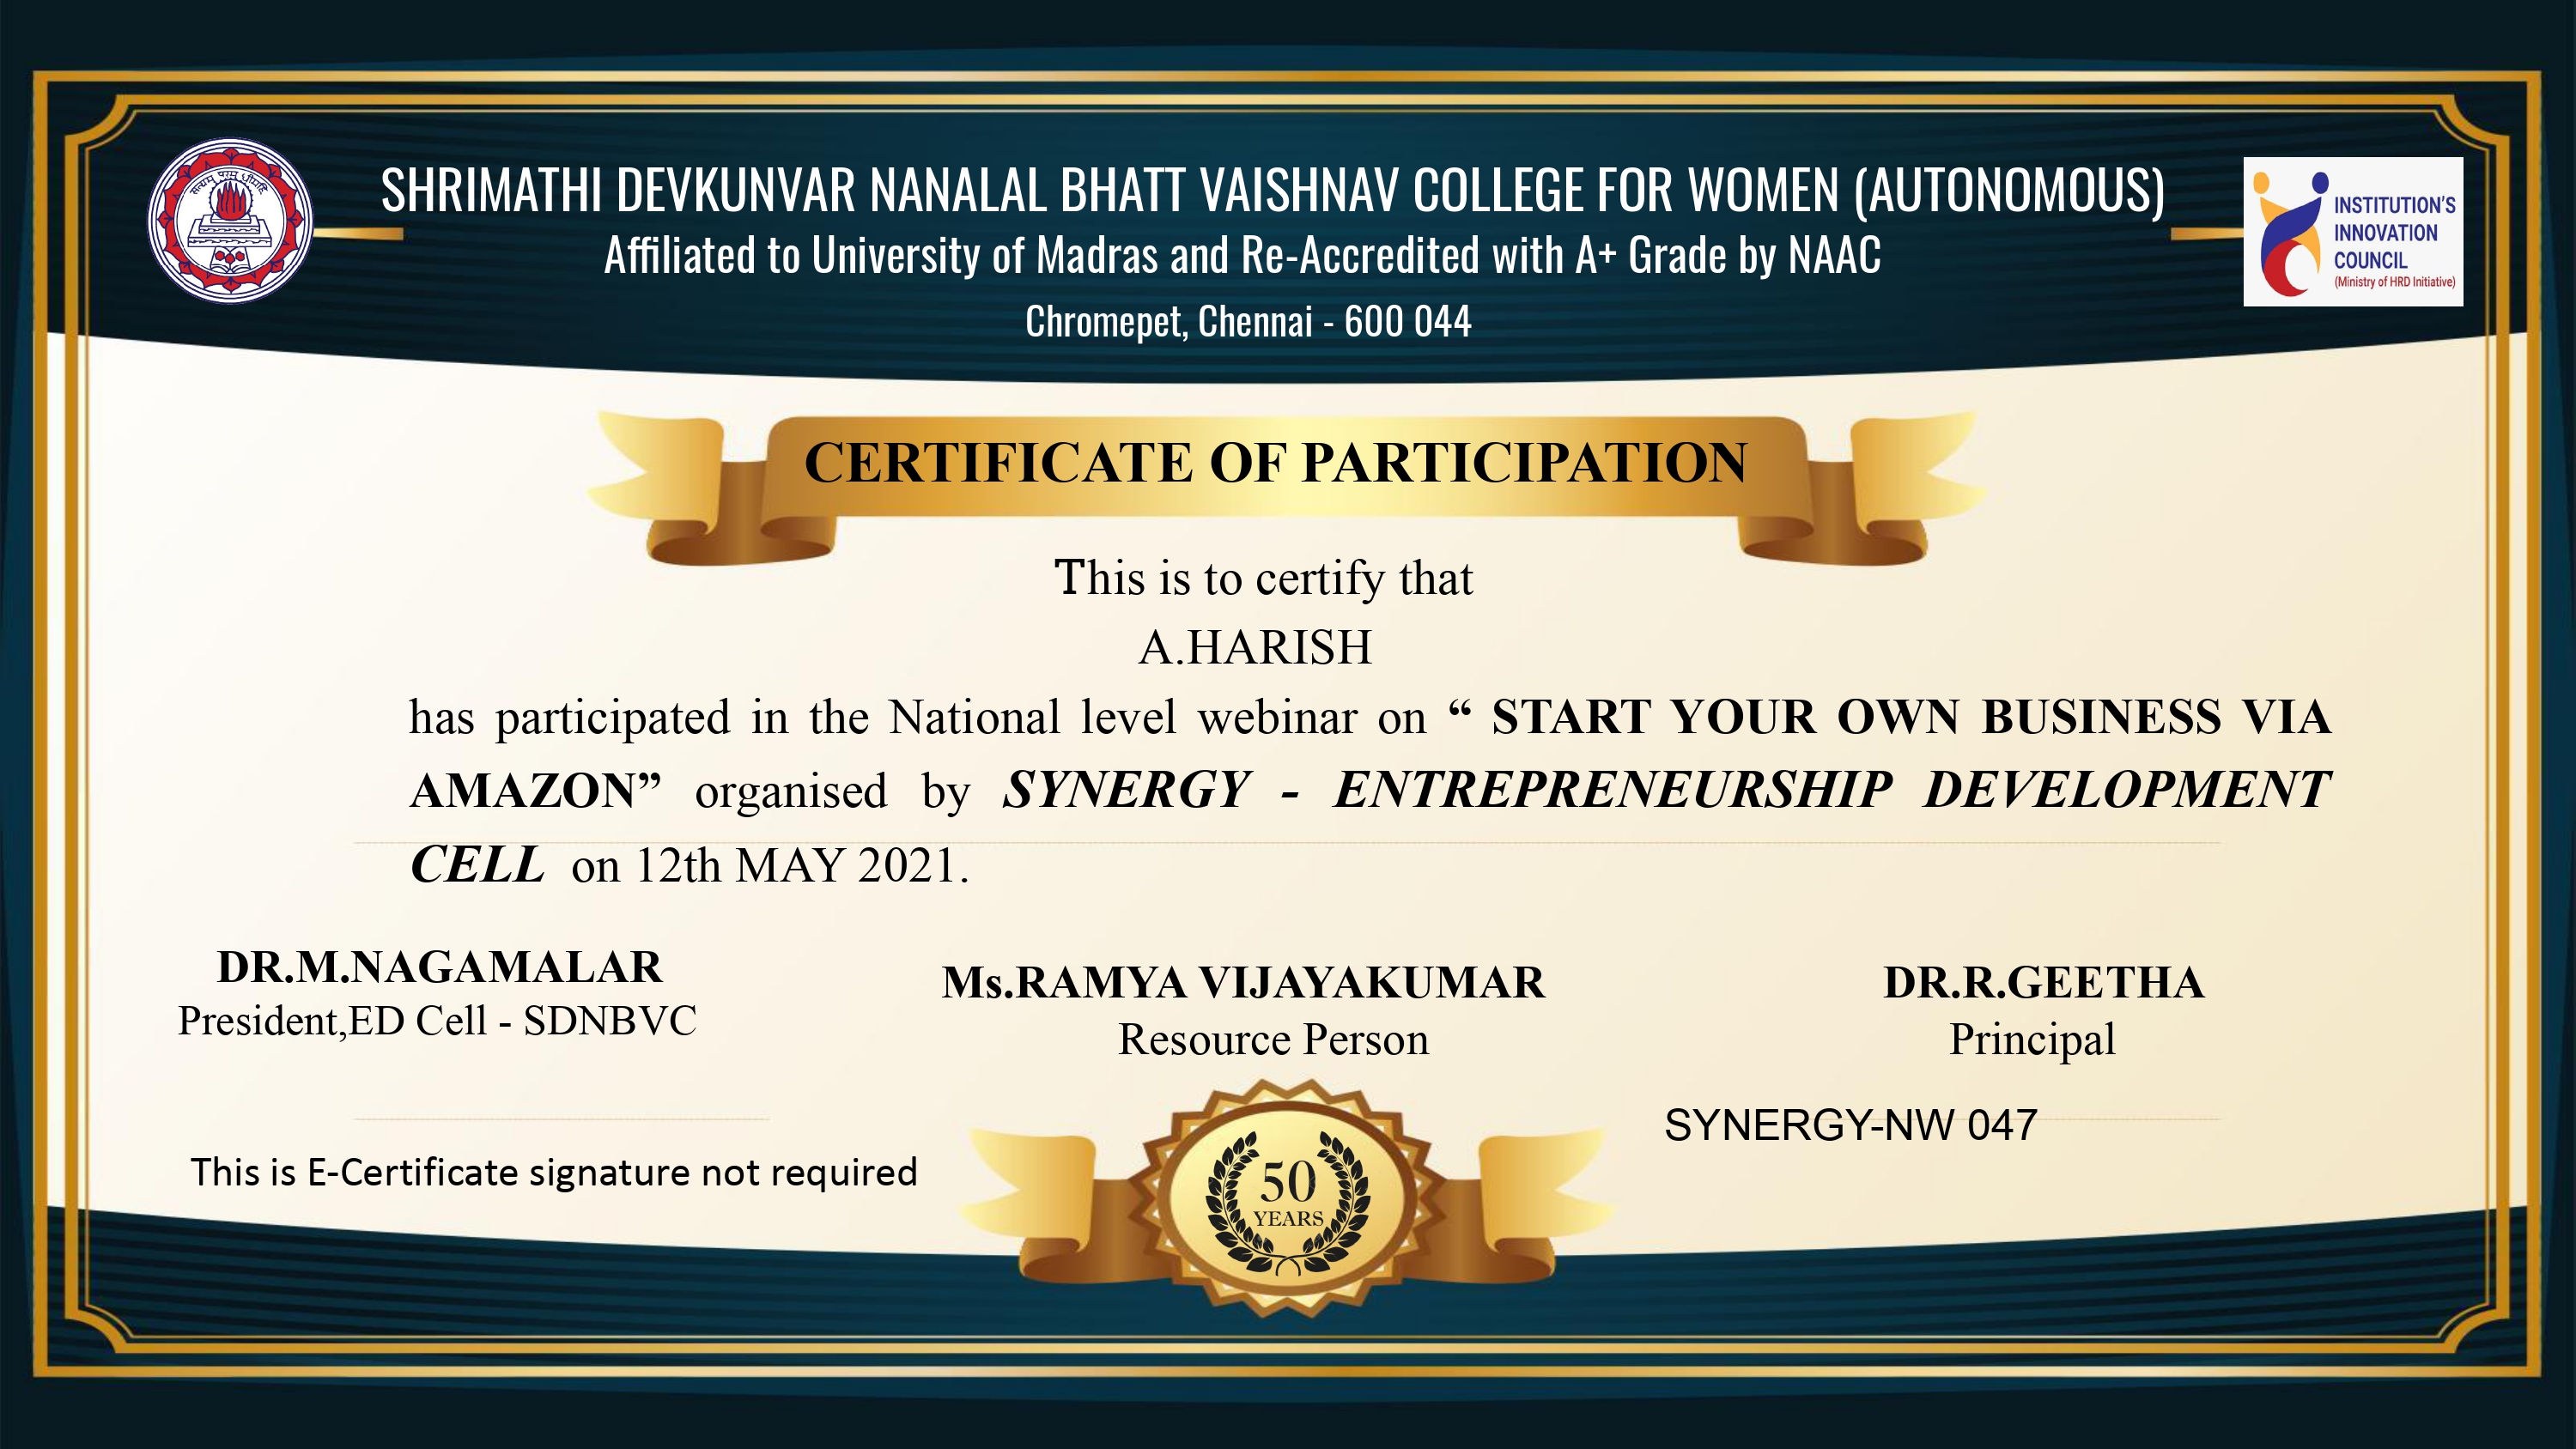 सत्यम् परम् धीमहि
SHRIMATHI DEVKUNVAR NANALAL BHATT VAISHNAV COLLEGE FOR WOMEN (AUTONOMOUS)
Affiliated to University of Madras and Re-Accredited with A+ Grade by NAAC
Chromepet, Chennai - 600 044
INSTITUTION'S
INNOVATION
COUNCIL
(Ministry of HRD Initiative)
CERTIFICATE OF PARTICIPATION
This is to certify that
A.HARISH
has participated in the National level webinar on “ START YOUR OWN BUSINESS VIA
AMAZON” organised by SYNERGY - ENTREPRENEURSHIP DEVELOPMENT
CELL on 12th MAY 2021.
DR.M.NAGAMALAR
President,ED Cell - SDNBVC
Ms.RAMYA VIJAYAKUMAR
Resource Person
DR.R.GEETHA
Principal
SYNERGY-NW 047
This is E-Certificate signature not required
50
YEARS